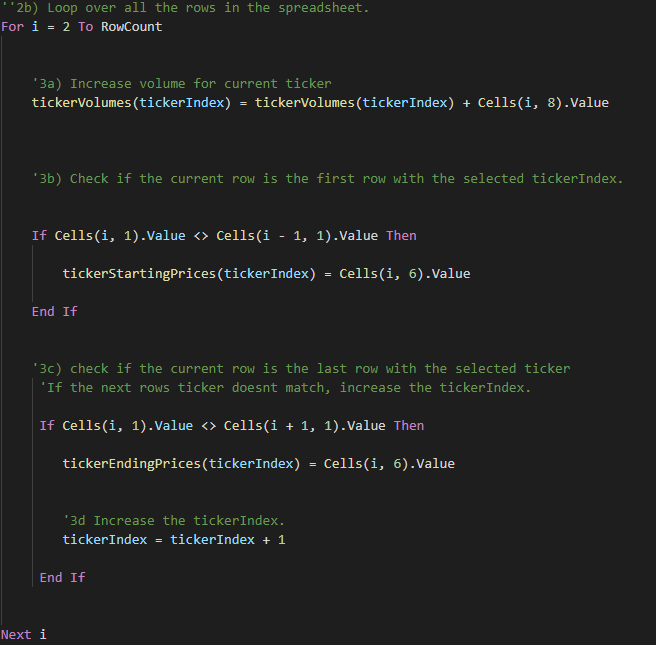 ''2b) Loop over all the rows in the spreadsheet.
For i = 2 To RowCount
'3a) Increase volume for current ticker
tickerVolumes(tickerIndex) = tickerVolumes(tickerIndex) + Cells(i, 8).Value
'3b) Check if the current row is the first row with the selected tickerIndex.
If Cells(i, 1).Value <> Cells(i - 1, 1).Value Then
tickerStartingPrices(tickerIndex) = Cells(i, 6).Value
End If
'3c) check if the current row is the last row with the selected ticker
'If the next rows ticker doesnt match, increase the tickerIndex.
If Cells(i, 1).Value <> Cells(i + 1, 1).Value Then
tickerEndingPrices(tickerIndex) = Cells(i, 6).Value
'3d Increase the tickerIndex.
tickerIndex = tickerIndex + 1
End If
Next i